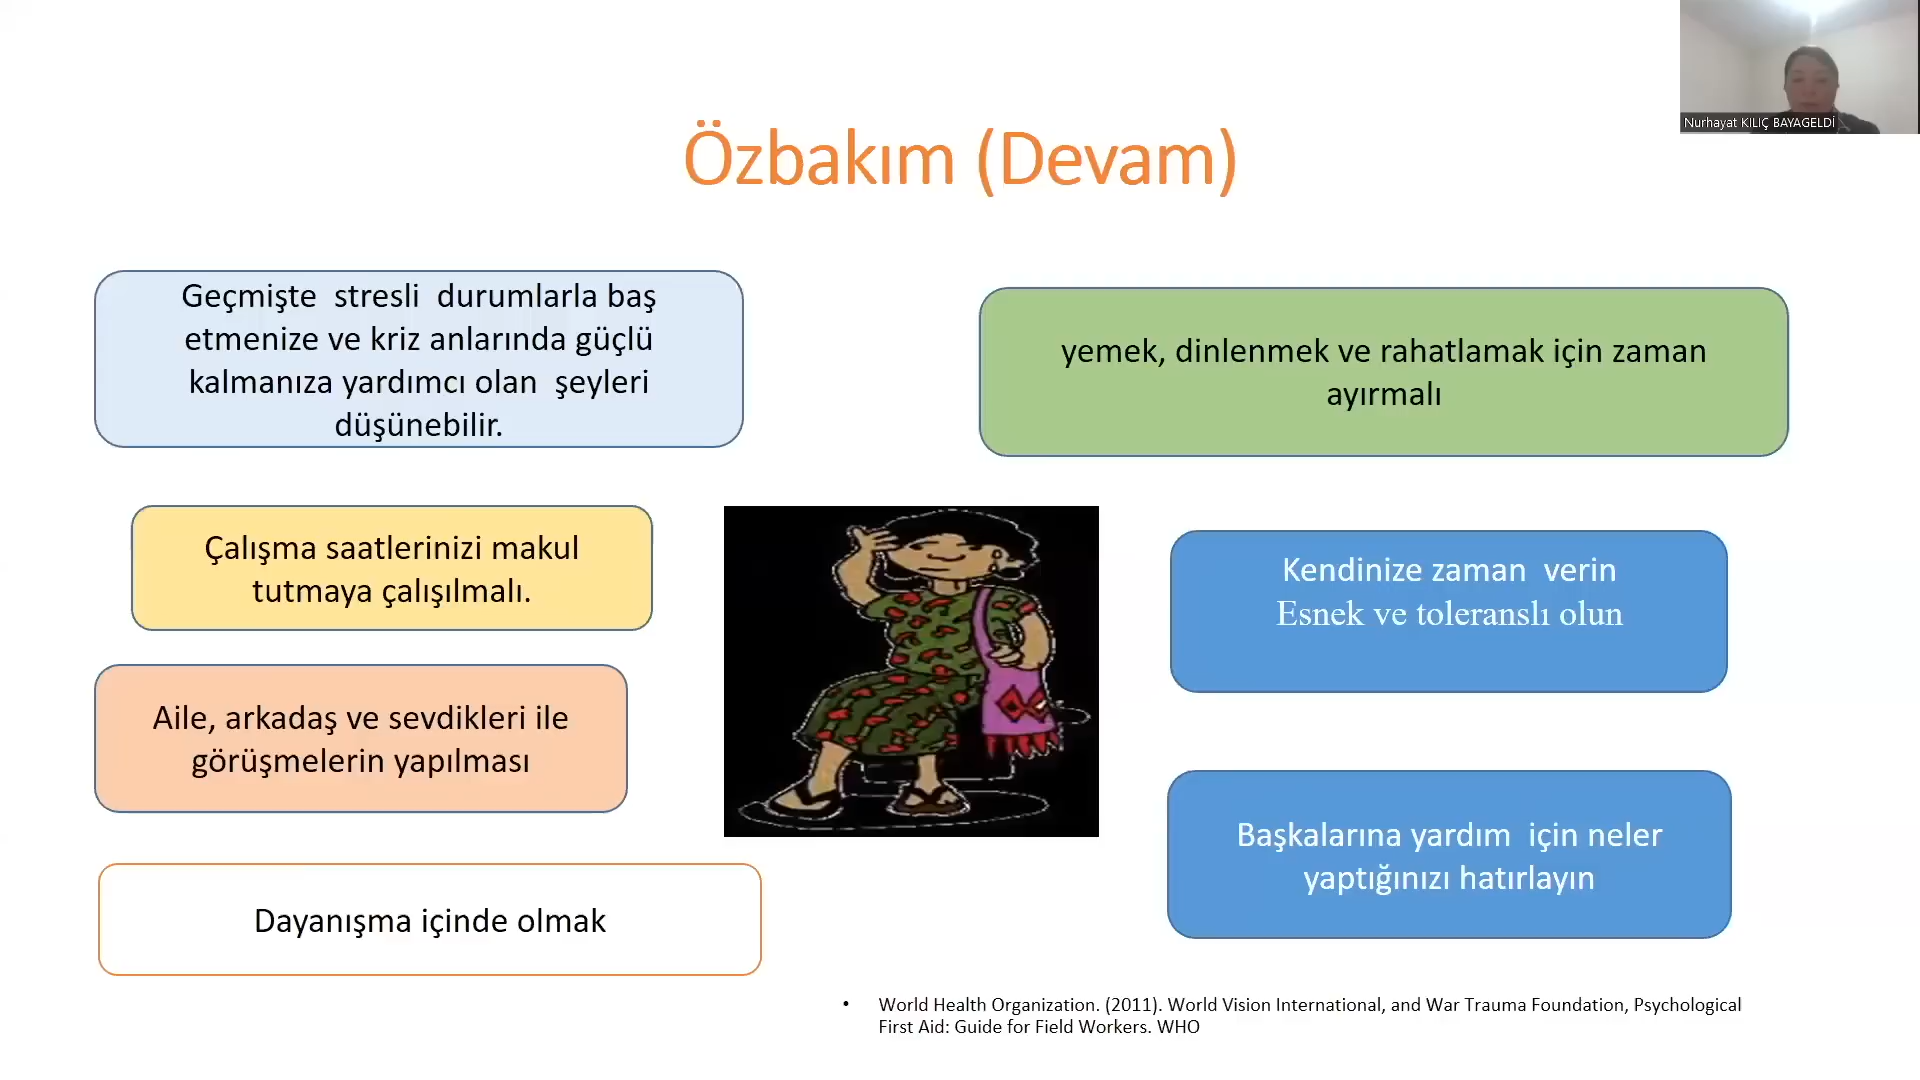 Nurhayat KILIÇ BAYAGELDİ
Özbakım (Devam)
Geçmişte stresli durumlarla baş
etmenize ve kriz anlarında güçlü
kalmanıza yardımcı olan şeyleri
düşünebilir.
yemek, dinlenmek ve rahatlamak için zaman
ayırmalı
Çalışma saatlerinizi makul
tutmaya çalışılmalı.
Kendinize zaman verin
Esnek ve toleranslı olun
Aile, arkadaş ve sevdikleri ile
görüşmelerin yapılması
Başkalarına yardım için neler
yaptığınızı hatırlayın
Dayanışma içinde olmak
• World Health Organization. (2011). World Vision International, and War Trauma Foundation, Psychological
First Aid: Guide for Field Workers. WHO